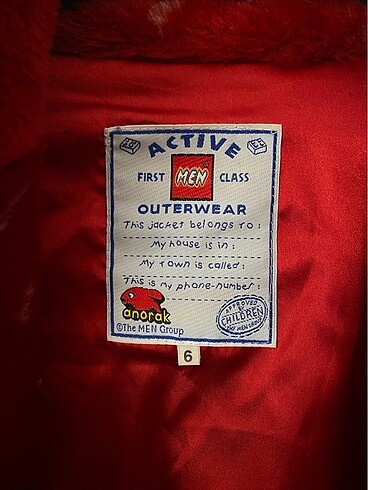 ACTIVE
FIRST MEN CLASS
OUTERWEAR
This jacket belongs to:
My house is in:
My town is called:
This is my phone-number:
anorak
©The MEN Group
APPROVED
BY
CHILDREN
6